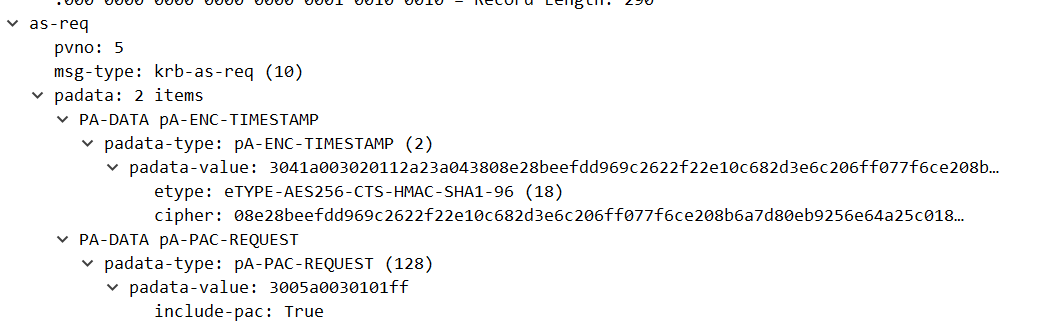 .000 0000 0000 0000 0000 0001 0010 0010 = Record Length: 290
as-req
pvno: 5
msg-type: krb-as-req (10)
padata: 2 items
PA-DATA pA-ENC-TIMESTAMP
padata-type: pA-ENC-TIMESTAMP (2)
padata-value: 3041a003020112a23a043808e28beefdd969c2622f22e10c682d3e6c206ff077f6ce208b…
etype: eTYPE-AES256-CTS-HMAC-SHA1-96 (18)
cipher: 08e28beefdd969c2622f22e10c682d3e6c206ff077f6ce208b6a7d80eb9256e64a25c018…
PA-DATA pA-PAC-REQUEST
padata-type: pA-PAC-REQUEST (128)
padata-value: 3005a0030101ff
include-pac: True